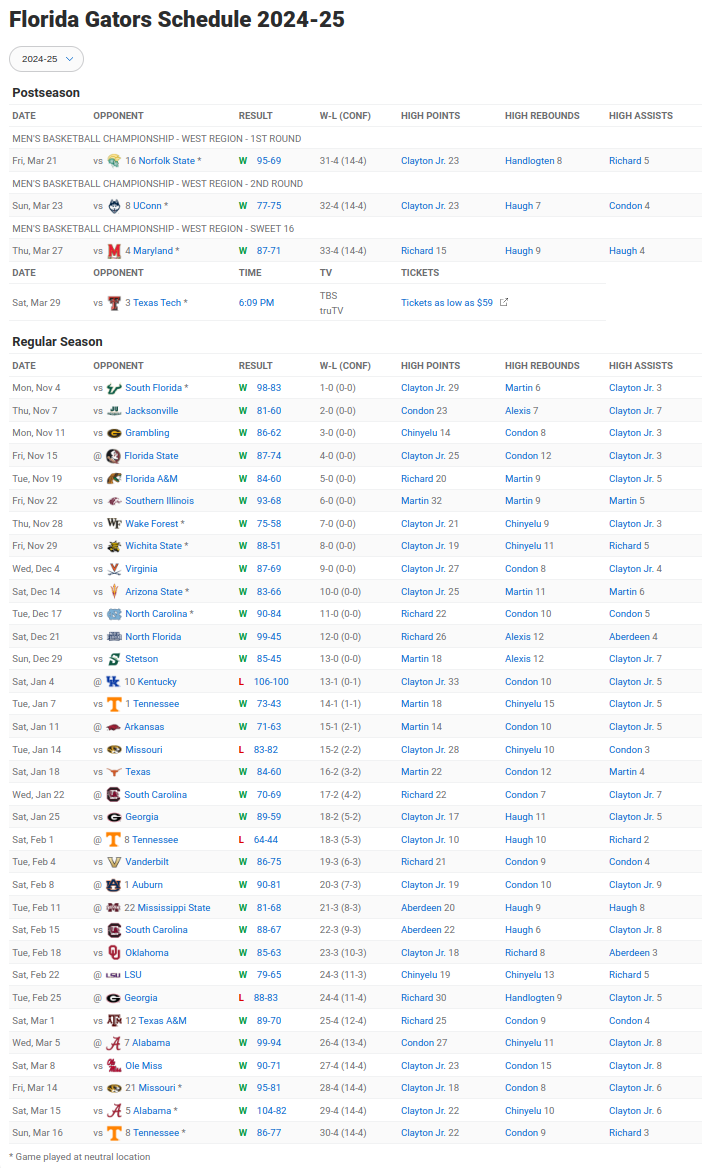 Florida Gators Schedule 2024-25
2024-25
Postseason
DATE OPPONENT RESULT W-L (CONF) HIGH POINTS HIGH REBOUNDS HIGH ASSISTS
MEN'S BASKETBALL CHAMPIONSHIP - WEST REGION - 1ST ROUND
Fri, Mar 21 vs 16 Norfolk State * W 95-69 31-4 (14-4) Clayton Jr. 23 Handlogten 8 Richard 5
MEN'S BASKETBALL CHAMPIONSHIP - WEST REGION - 2ND ROUND
Sun, Mar 23 vs 8 UConn * W 77-75 32-4 (14-4) Clayton Jr. 23 Haugh 7 Condon 4
MEN'S BASKETBALL CHAMPIONSHIP - WEST REGION - SWEET 16
Thu, Mar 27 vs 4 Maryland * W 87-71 33-4 (14-4) Richard 15 Haugh 9 Haugh 4
DATE OPPONENT TIME TV TICKETS
Sat, Mar 29 vs 3 Texas Tech * 6:09 PM TBS truTV Tickets as low as $59
Regular Season
DATE OPPONENT RESULT W-L (CONF) HIGH POINTS HIGH REBOUNDS HIGH ASSISTS
Mon, Nov 4 vs South Florida * W 98-83 1-0 (0-0) Clayton Jr. 29 Martin 6 Clayton Jr. 3
Thu, Nov 7 vs Jacksonville W 81-60 2-0 (0-0) Condon 23 Alexis 7 Clayton Jr. 7
Mon, Nov 11 vs Grambling W 86-62 3-0 (0-0) Chinyelu 14 Condon 8 Clayton Jr. 3
Fri, Nov 15 @ Florida State W 87-74 4-0 (0-0) Clayton Jr. 25 Condon 12 Clayton Jr. 3
Tue, Nov 19 vs Florida A&M W 84-60 5-0 (0-0) Richard 20 Martin 9 Clayton Jr. 5
Fri, Nov 22 vs Southern Illinois W 93-68 6-0 (0-0) Martin 32 Martin 9 Martin 5
Thu, Nov 28 vs Wake Forest * W 75-58 7-0 (0-0) Clayton Jr. 21 Chinyelu 9 Clayton Jr. 3
Fri, Nov 29 vs Wichita State * W 88-51 8-0 (0-0) Clayton Jr. 19 Chinyelu 11 Richard 5
Wed, Dec 4 vs Virginia W 87-69 9-0 (0-0) Clayton Jr. 27 Condon 8 Clayton Jr. 4
Sat, Dec 14 vs Arizona State * W 83-66 10-0 (0-0) Clayton Jr. 25 Martin 11 Martin 6
Tue, Dec 17 vs North Carolina * W 90-84 11-0 (0-0) Richard 22 Condon 10 Condon 5
Sat, Dec 21 vs North Florida W 99-45 12-0 (0-0) Richard 26 Alexis 12 Aberdeen 4
Sun, Dec 29 vs Stetson W 85-45 13-0 (0-0) Martin 18 Alexis 12 Clayton Jr. 7
Sat, Jan 4 @ 10 Kentucky L 106-100 13-1 (0-1) Clayton Jr. 33 Condon 10 Clayton Jr. 5
Tue, Jan 7 vs 1 Tennessee W 73-43 14-1 (1-1) Martin 18 Chinyelu 15 Clayton Jr. 5
Sat, Jan 11 @ Arkansas W 71-63 15-1 (2-1) Martin 14 Condon 10 Clayton Jr. 5
Tue, Jan 14 vs Missouri L 83-82 15-2 (2-2) Clayton Jr. 28 Chinyelu 10 Condon 3
Sat, Jan 18 vs Texas W 84-60 16-2 (3-2) Martin 22 Condon 12 Martin 4
Wed, Jan 22 @ South Carolina W 70-69 17-2 (4-2) Richard 22 Condon 7 Clayton Jr. 7
Sat, Jan 25 vs Georgia W 89-59 18-2 (5-2) Clayton Jr. 17 Haugh 11 Clayton Jr. 5
Sat, Feb 1 @ 8 Tennessee L 64-44 18-3 (5-3) Clayton Jr. 10 Haugh 10 Richard 2
Tue, Feb 4 vs Vanderbilt W 86-75 19-3 (6-3) Richard 21 Condon 9 Condon 4
Sat, Feb 8 @ 1 Auburn W 90-81 20-3 (7-3) Clayton Jr. 19 Condon 10 Clayton Jr. 9
Tue, Feb 11 @ 22 Mississippi State W 81-68 21-3 (8-3) Aberdeen 20 Haugh 9 Haugh 8
Sat, Feb 15 vs South Carolina W 88-67 22-3 (9-3) Aberdeen 22 Haugh 6 Clayton Jr. 8
Tue, Feb 18 vs Oklahoma W 85-63 23-3 (10-3) Clayton Jr. 18 Richard 8 Aberdeen 3
Sat, Feb 22 @ LSU LSU W 79-65 24-3 (11-3) Chinyelu 19 Chinyelu 13 Richard 5
Tue, Feb 25 @ Georgia L 88-83 24-4 (11-4) Richard 30 Handlogten 9 Clayton Jr. 5
Sat, Mar 1 vs 12 Texas A&M W 89-70 25-4 (12-4) Richard 25 Condon 9 Condon 4
Wed, Mar 5 @ 7 Alabama W 99-94 26-4 (13-4) Condon 27 Chinyelu 11 Clayton Jr. 8
Sat, Mar 8 vs Ole Miss W 90-71 27-4 (14-4) Clayton Jr. 23 Condon 15 Clayton Jr. 8
Fri, Mar 14 vs 21 Missouri * W 95-81 28-4 (14-4) Clayton Jr. 18 Condon 8 Clayton Jr. 6
Sat, Mar 15 vs 5 Alabama * W 104-82 29-4 (14-4) Clayton Jr. 22 Chinyelu 10 Clayton Jr. 6
Sun, Mar 16 vs 8 Tennessee * W 86-77 30-4 (14-4) Clayton Jr. 22 Condon 9 Richard 3
* Game played at neutral location